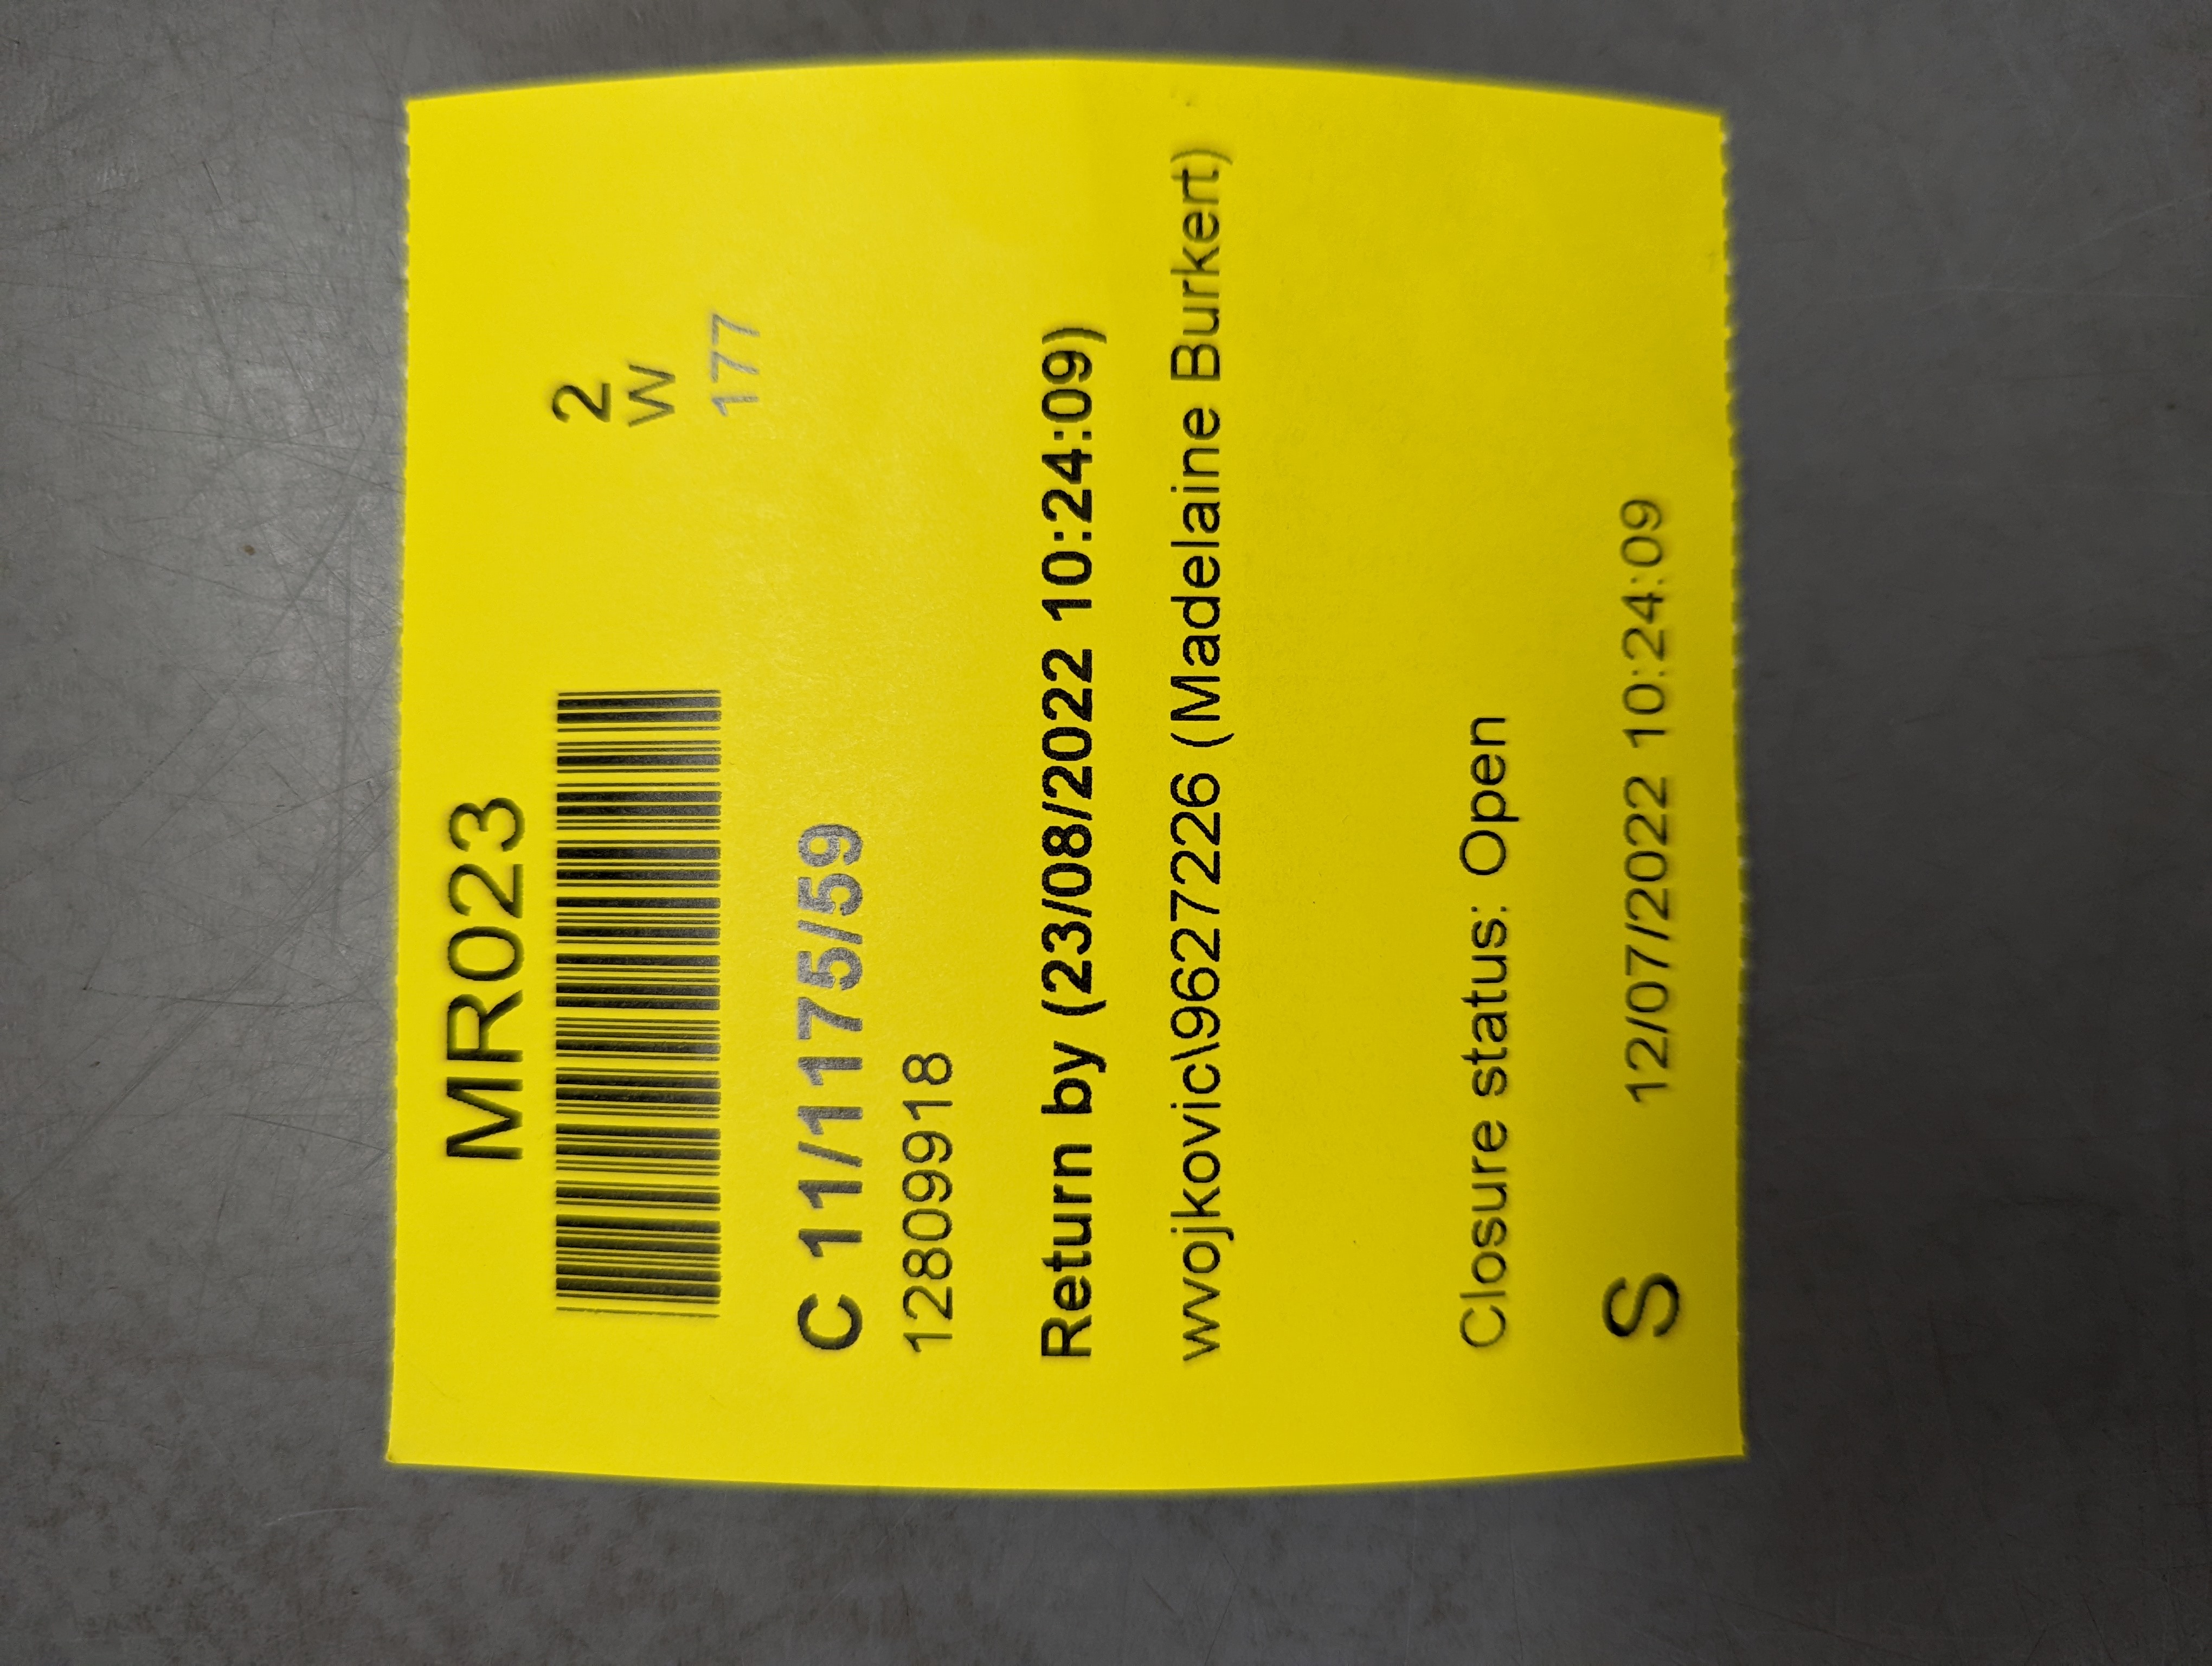 MR023
2
W
177
C 11/1175/59
12809918
Return by (23/08/2022 10:24:09)
wvojkovic\9627226 (Madelaine Burkert)
Closure status: Open
S 12/07/2022 10:24:09